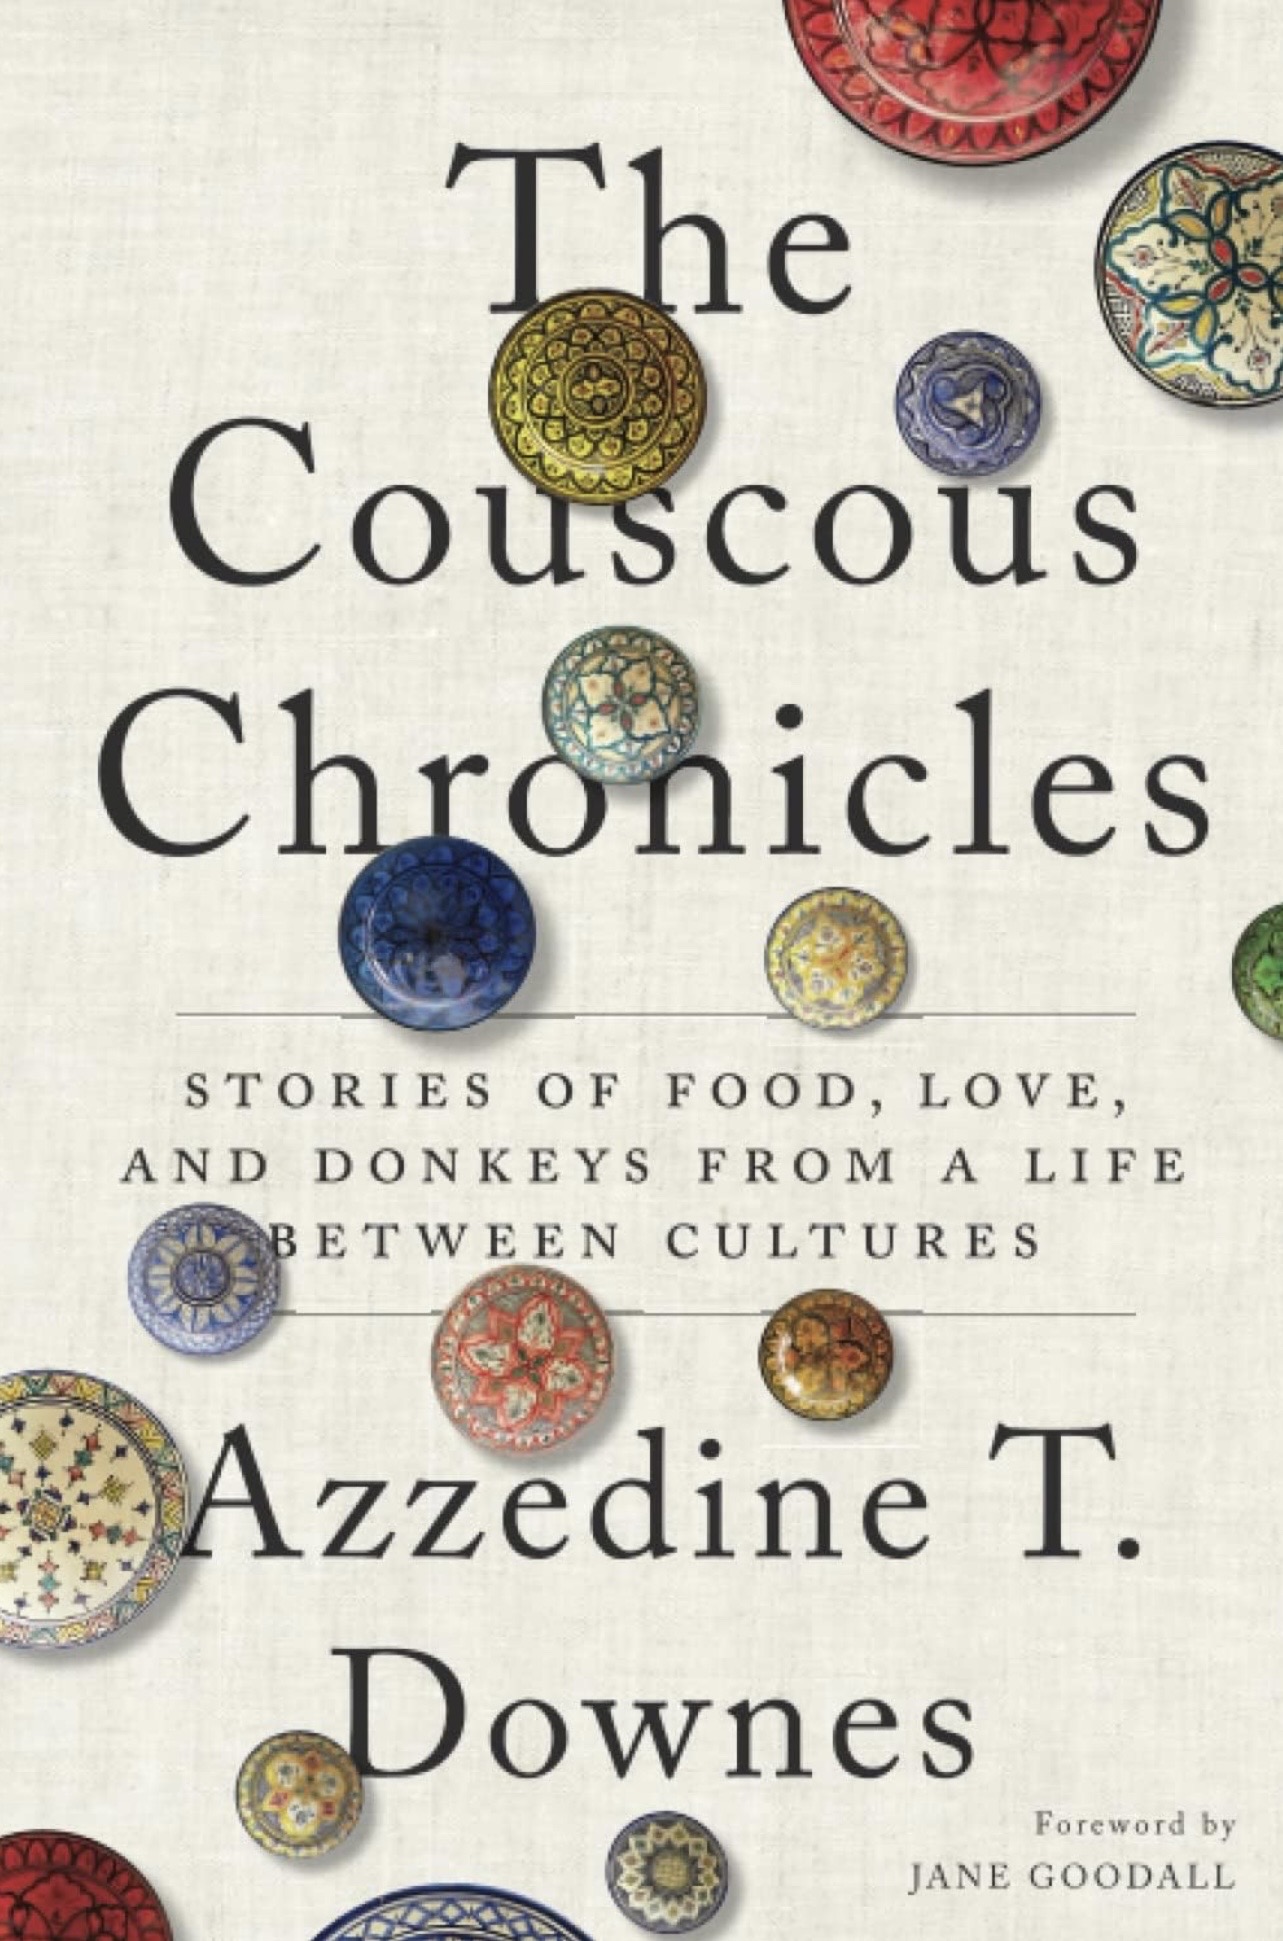 The
Couscous
Chronicles
STORIES OF FOOD, LOVE,
AND DONKEYS FROM A LIFE
BETWEEN CULTURES
Azzedine T.
Downes
Foreword by
JANE GOODALL